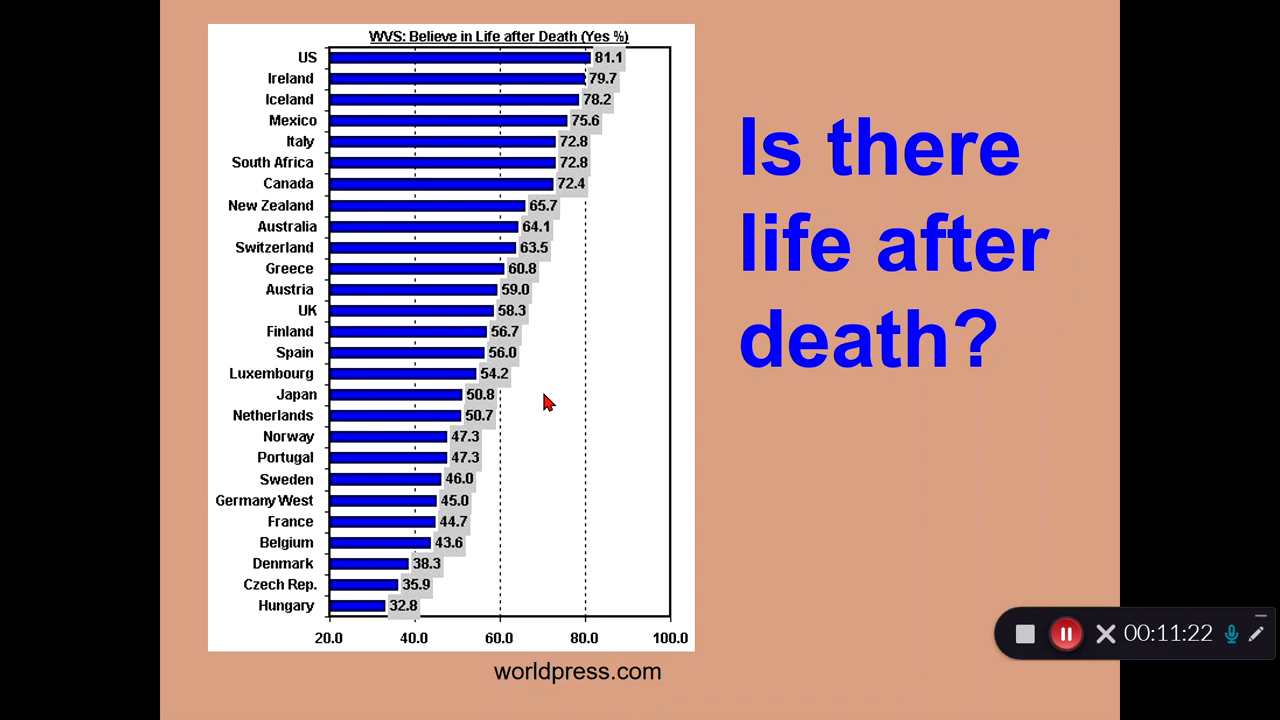 WVS: Believe in Life after Death (Yes %)
US 81.1
Ireland 79.7
Iceland 78.2
Mexico 75.6
Italy 72.8
South Africa 72.8
Canada 72.4
New Zealand 65.7
Australia 64.1
Switzerland 63.5
Greece 60.8
Austria 59.0
UK 58.3
Finland 56.7
Spain 56.0
Luxembourg 54.2
Japan 50.8
Netherlands 50.7
Norway 47.3
Portugal 47.3
Sweden 46.0
Germany West 45.0
France 44.7
Belgium 43.6
Denmark 38.3
Czech Rep. 35.9
Hungary 32.8
20.0 40.0 60.0 80.0 100.0
worldpress.com
Is there
life after
death?
00:11:22